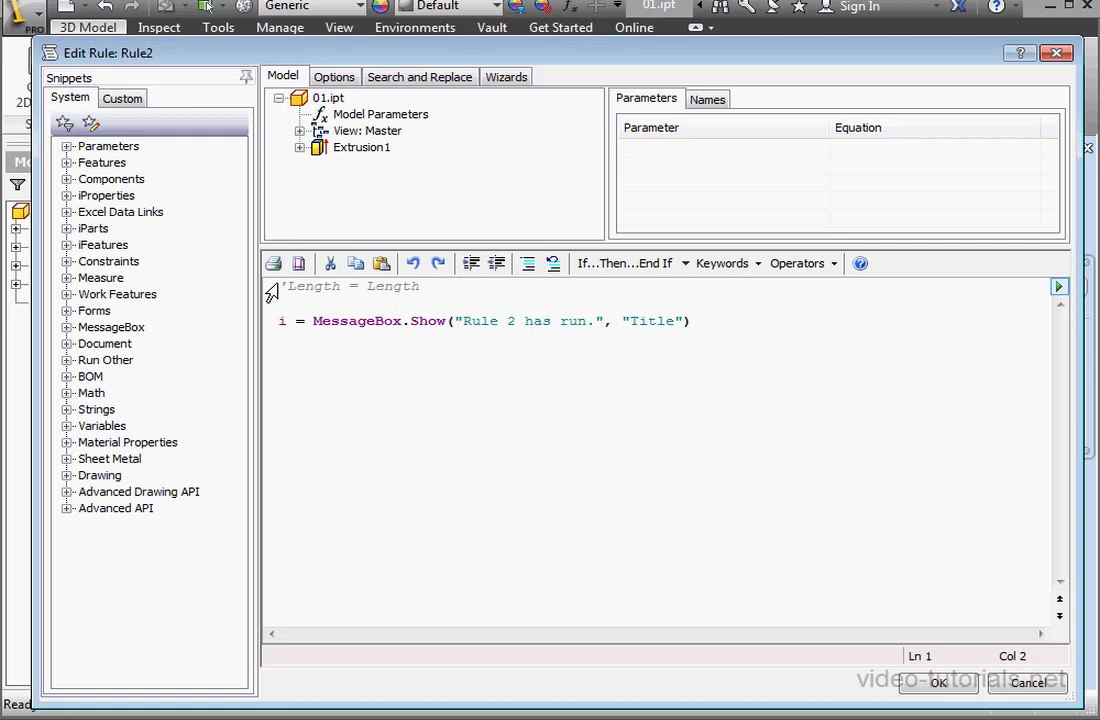 Generic
Default
01.ipt
Sign In
PRO
3D Model
Inspect
Tools
Manage
View
Environments
Vault
Get Started
Online
Edit Rule: Rule2
Snippets
System
Custom
Parameters
Features
Components
iProperties
Excel Data Links
iParts
iFeatures
Constraints
Measure
Work Features
Forms
MessageBox
Document
Run Other
BOM
Math
Strings
Variables
Material Properties
Sheet Metal
Drawing
Advanced Drawing API
Advanced API
Model
Options
Search and Replace
Wizards
01.ipt
Model Parameters
View: Master
Extrusion1
Parameters
Names
Parameter
Equation
If...Then...End If
Keywords
Operators
'Length = Length
i = MessageBox.Show("Rule 2 has run.", "Title")
Ln 1
Col 2
OK
Cancel
video-tutorials.net